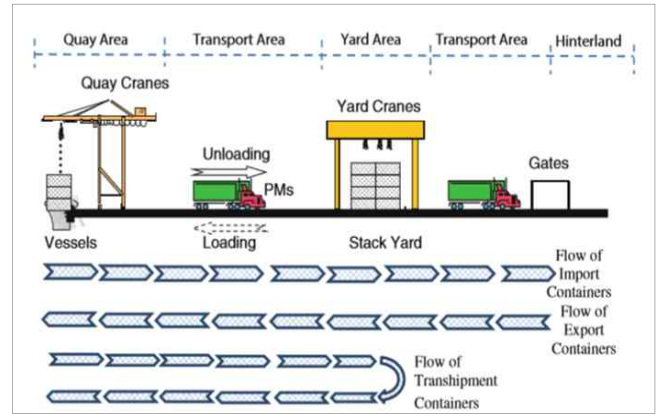 Quay Area Transport Area Yard Area Transport Area Hinterland
Quay Cranes
Yard Cranes
Unloading
Gates
PMs
Vessels Loading Stack Yard
Flow of
Import
Containers
Flow of
Export
Containers
Flow of
Transhipment
Containers